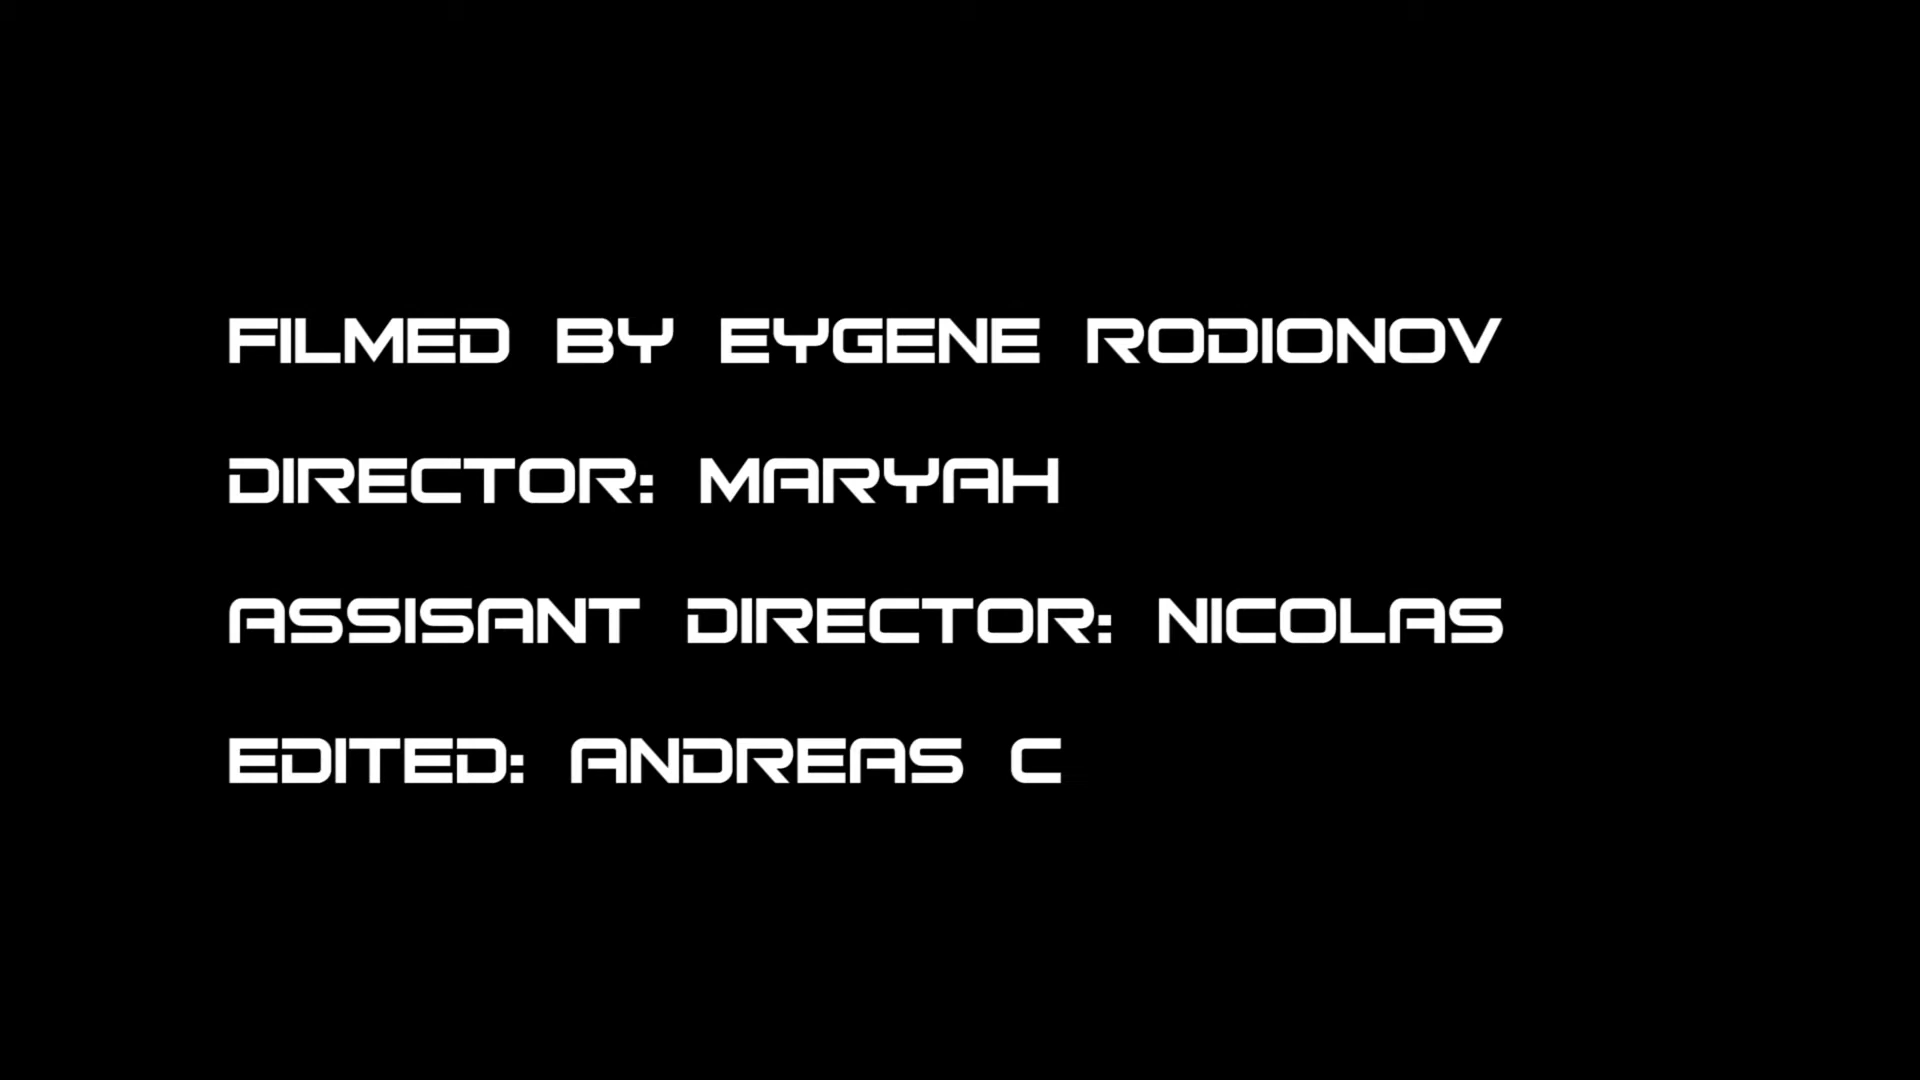 FILMED BY EYGENE RODIONOV
DIRECTOR: MARYAH
ASSISANT DIRECTOR: NICOLAS
EDITED: ANDREAS C